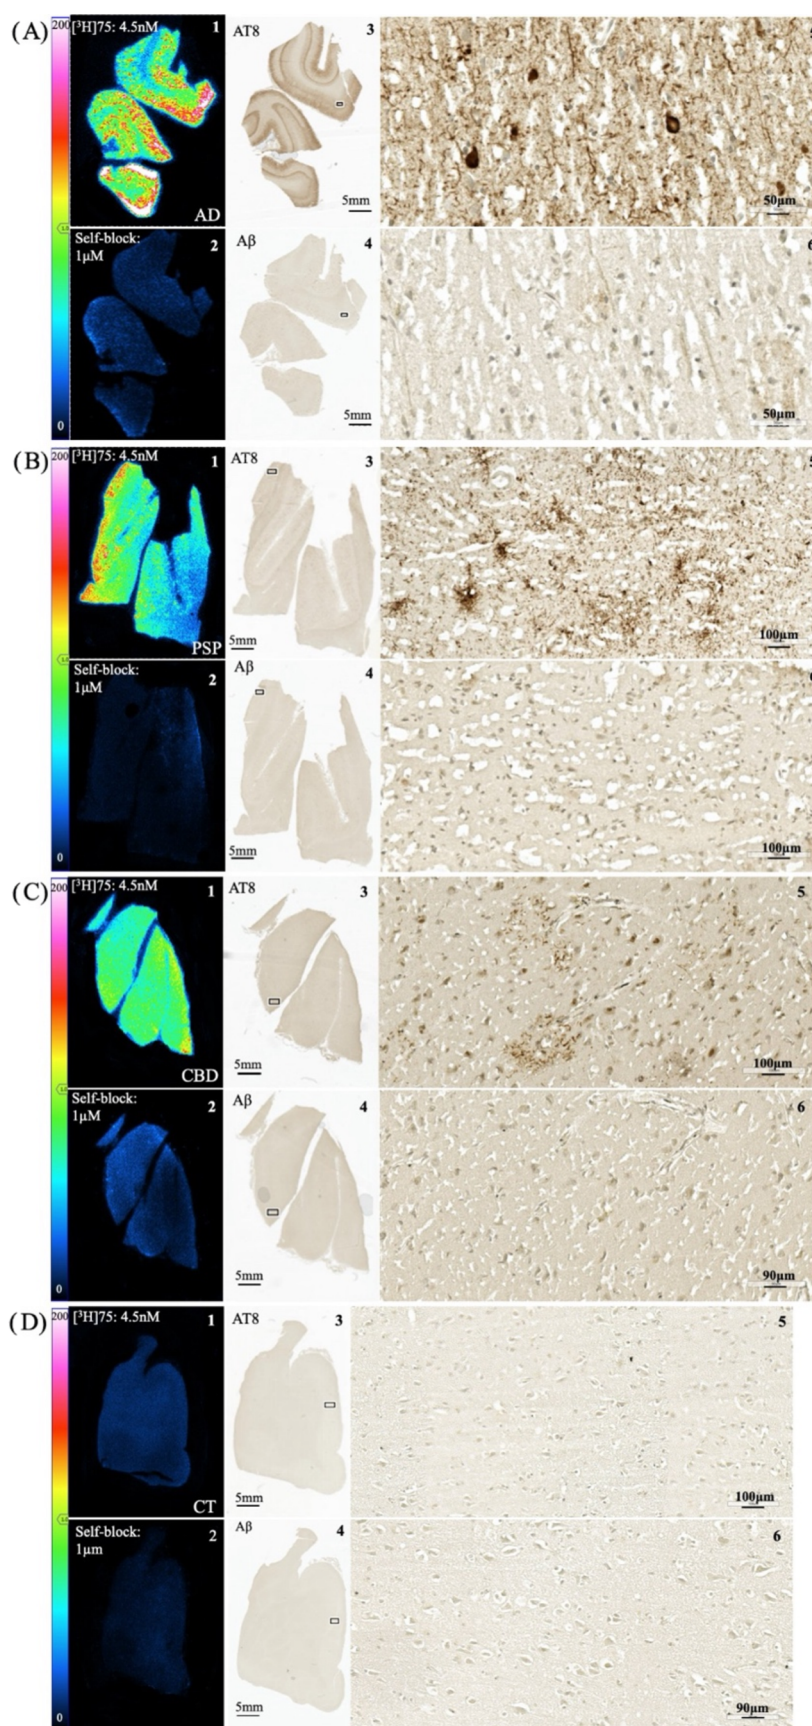 (A)
200
[³H]75: 4.5nM
1
AD
AT8
3
5mm
50µm
Self-block:
1µM
2
0
Aβ
4
5mm
6
50µm
(B)
200
[³H]75: 4.5nM
1
PSP
AT8
3
5mm
5
100µm
Self-block:
1µM
2
0
Aβ
4
5mm
100µm
(C)
200
[³H]75: 4.5nM
1
CBD
AT8
3
5mm
5
100µm
Self-block:
1µM
2
0
Aβ
4
5mm
6
90µm
(D)
200
[³H]75: 4.5nM
1
CT
AT8
3
5mm
5
100µm
Self-block:
1µm
2
0
Aβ
4
5mm
6
90µm